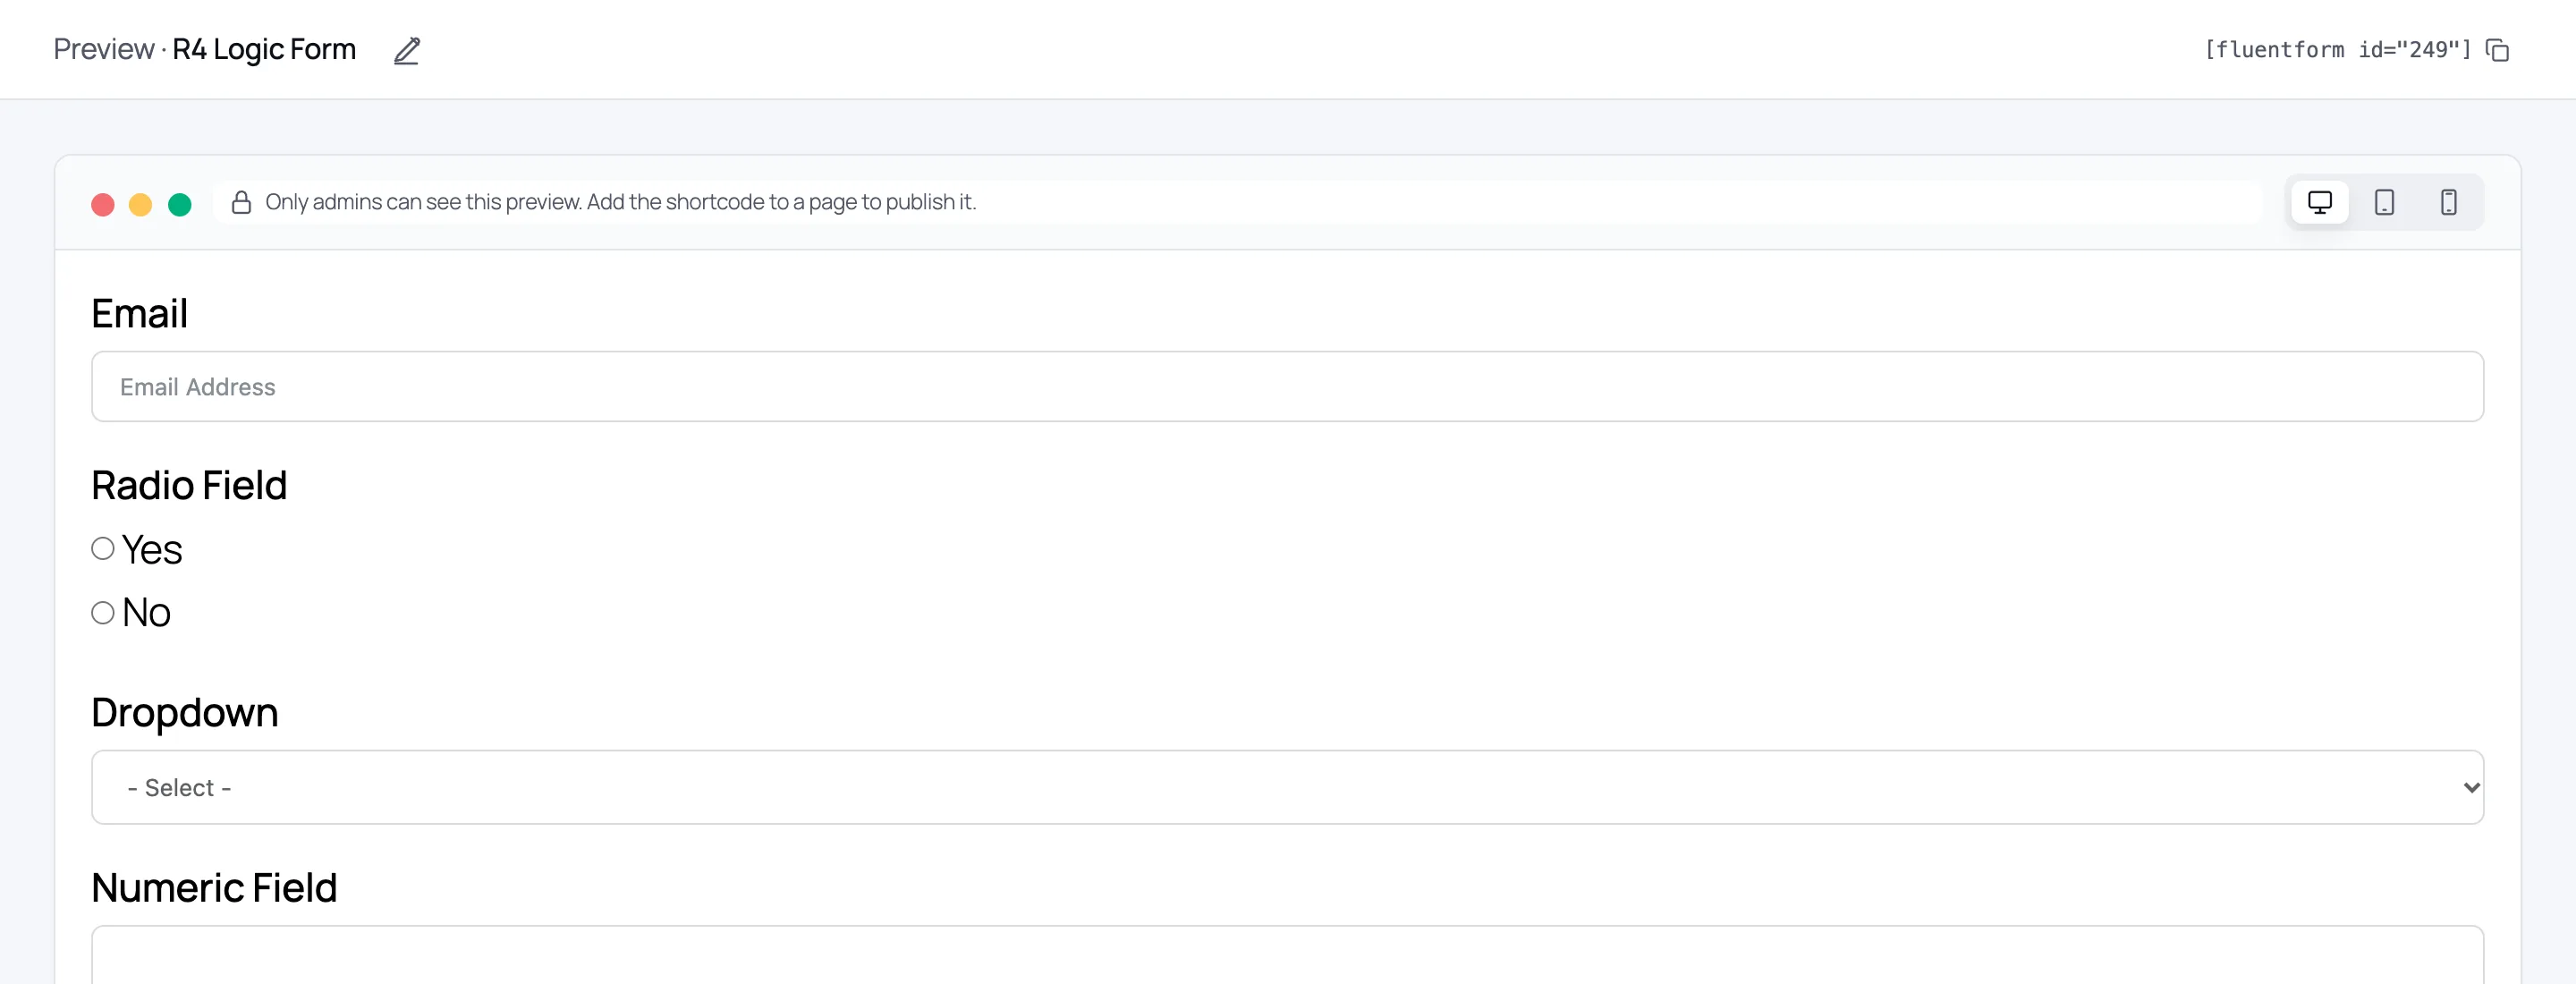 Preview · R4 Logic Form
[fluentform id="249"]
Only admins can see this preview. Add the shortcode to a page to publish it.
Email
Email Address
Radio Field
Yes
No
Dropdown
- Select -
Numeric Field